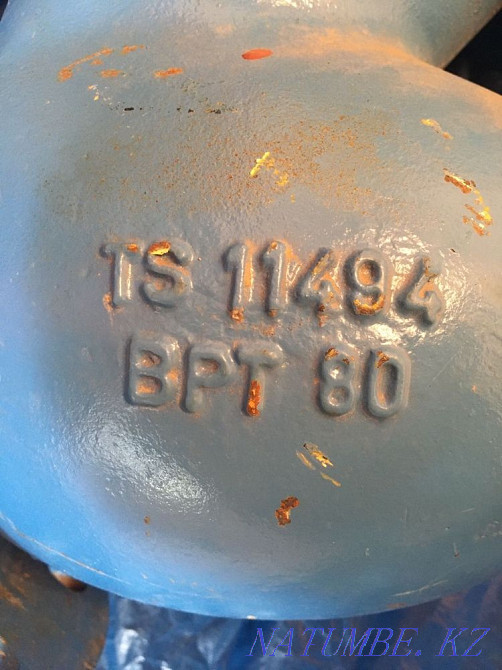 TS 11494
BPT 80
NATUMBE. KZ